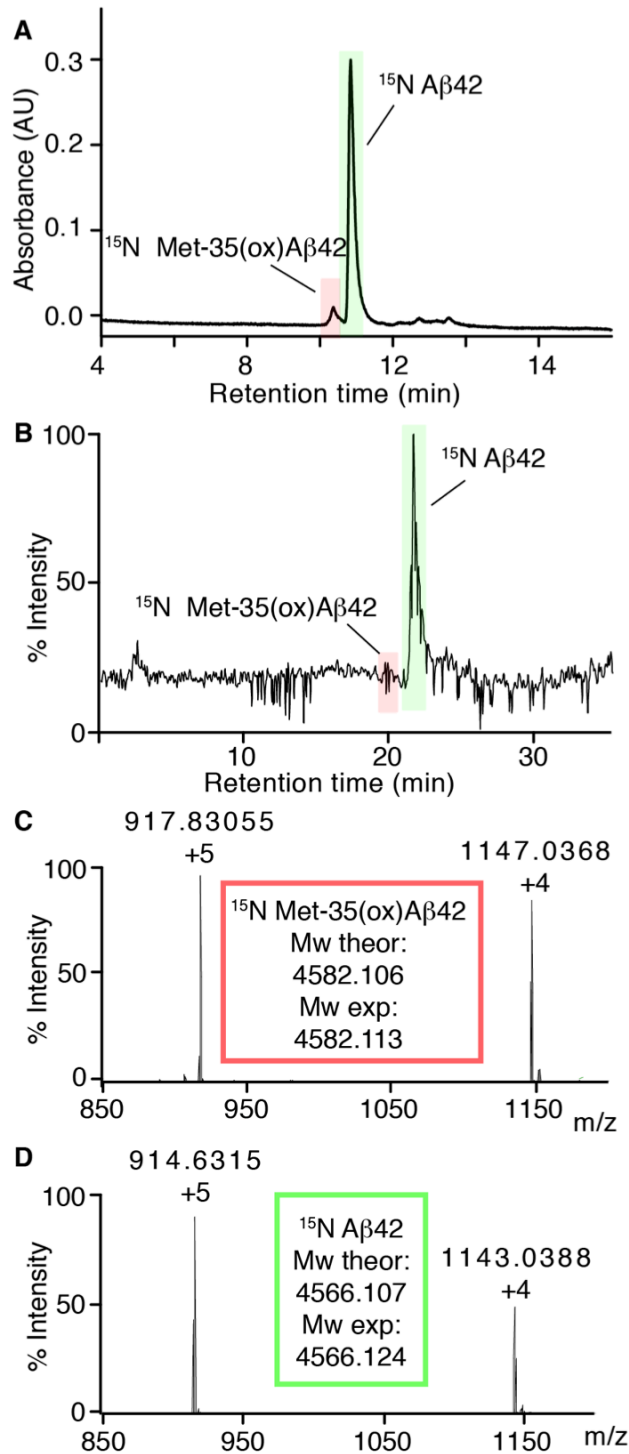 A
0.3
¹⁵N Aβ42
0.2
Absorbance (AU)
0.1
¹⁵N Met-35(ox)Aβ42
0.0
4 8 12 14
Retention time (min)
B
100
¹⁵N Aβ42
% Intensity
50
¹⁵N Met-35(ox)Aβ42
0
10 20 30
Retention time (min)
C
917.83055
+5
1147.0368
+4
100
¹⁵N Met-35(ox)Aβ42
Mw theor:
4582.106
Mw exp:
4582.113
% Intensity
50
0
850 950 1050 1150 m/z
D
914.6315
+5
100
¹⁵N Aβ42
Mw theor:
4566.107
Mw exp:
4566.124
1143.0388
+4
% Intensity
50
0
850 950 1050 1150 m/z